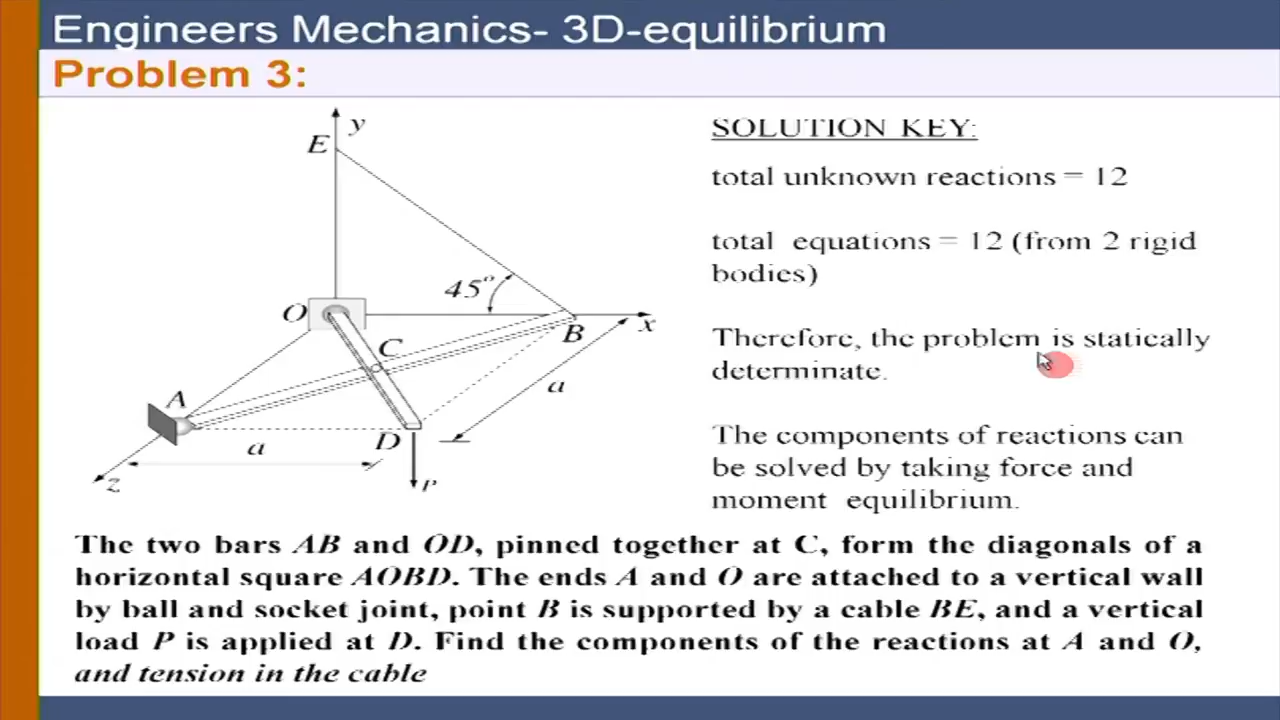 Engineers Mechanics- 3D-equilibrium
Problem 3:
y
E
SOLUTION KEY:
total unknown reactions = 12
total equations = 12 (from 2 rigid
bodies)
45°
O
C
B
x
Therefore, the problem is statically
determinate.
A
a
D
a
z
P
The components of reactions can
be solved by taking force and
moment equilibrium.
The two bars AB and OD, pinned together at C, form the diagonals of a
horizontal square AOBD. The ends A and O are attached to a vertical wall
by ball and socket joint, point B is supported by a cable BE, and a vertical
load P is applied at D. Find the components of the reactions at A and O,
and tension in the cable